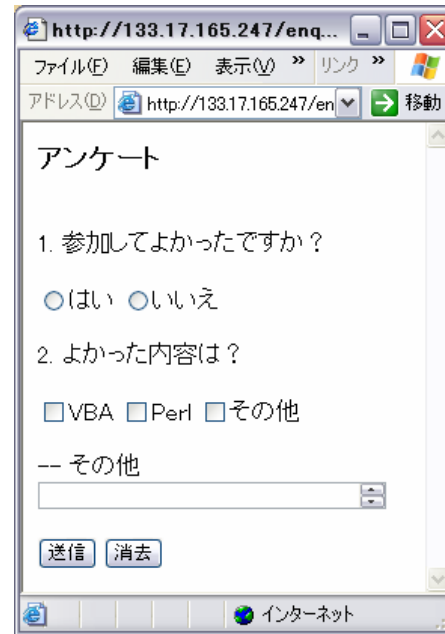 http://133.17.165.247/enq...
ファイル(F) 編集(E) 表示(V) » リンク »
アドレス(D) http://133.17.165.247/en 移動
アンケート
1. 参加してよかったですか？
はい いいえ
2. よかった内容は？
VBA Perl その他
-- その他
送信 消去
インターネット